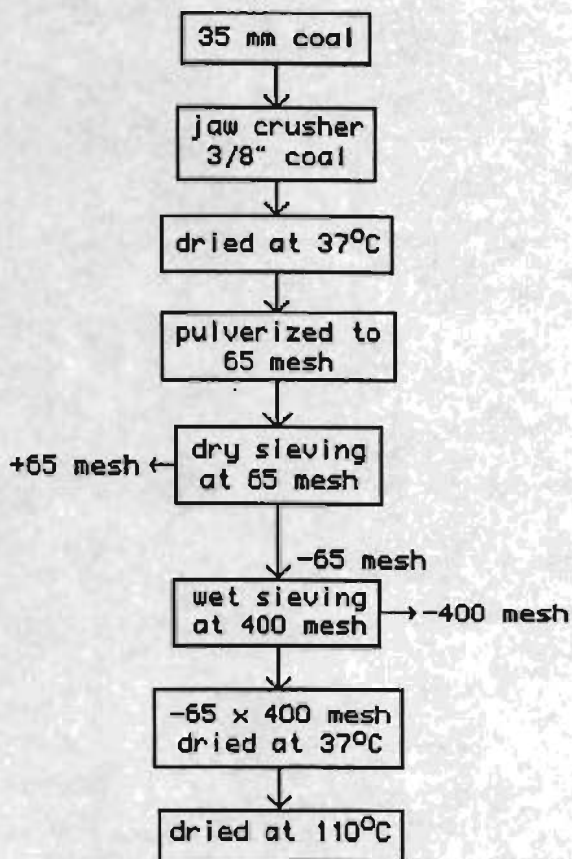 35 mm coal
jaw crusher
3/8" coal
dried at 37°C
pulverized to
65 mesh
+65 mesh
dry sieving
at 65 mesh
-65 mesh
wet sieving
at 400 mesh
-400 mesh
-65 x 400 mesh
dried at 37°C
dried at 110°C